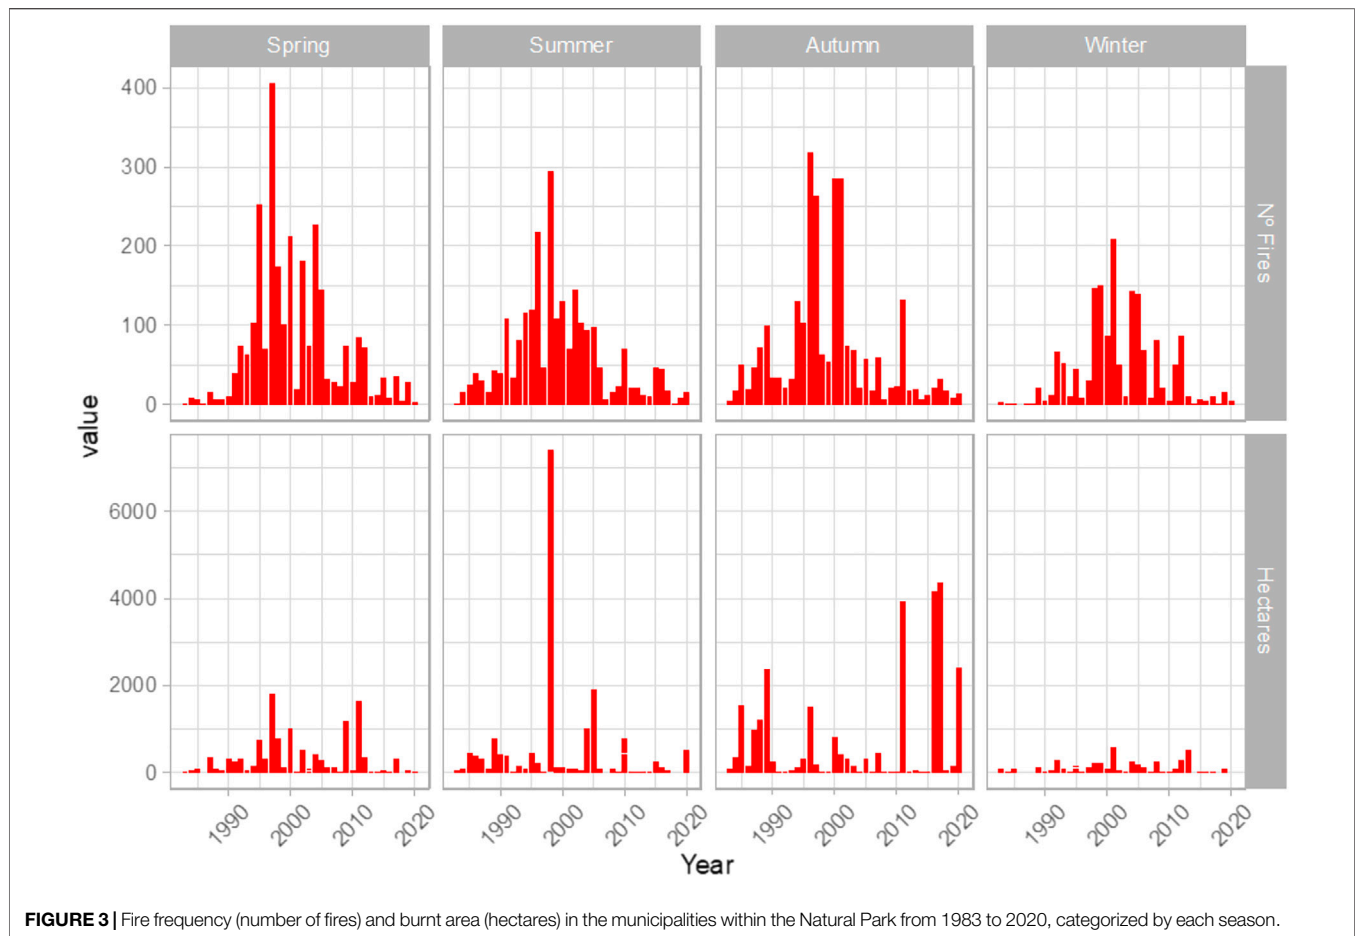 Spring Summer Autumn Winter
400
300
200
100
0
Nº Fires
value
6000
4000
2000
0
Hectares
1990 2000 2010 2020 1990 2000 2010 2020 1990 2000 2010 2020 1990 2000 2010 2020
Year
FIGURE 3 | Fire frequency (number of fires) and burnt area (hectares) in the municipalities within the Natural Park from 1983 to 2020, categorized by each season.